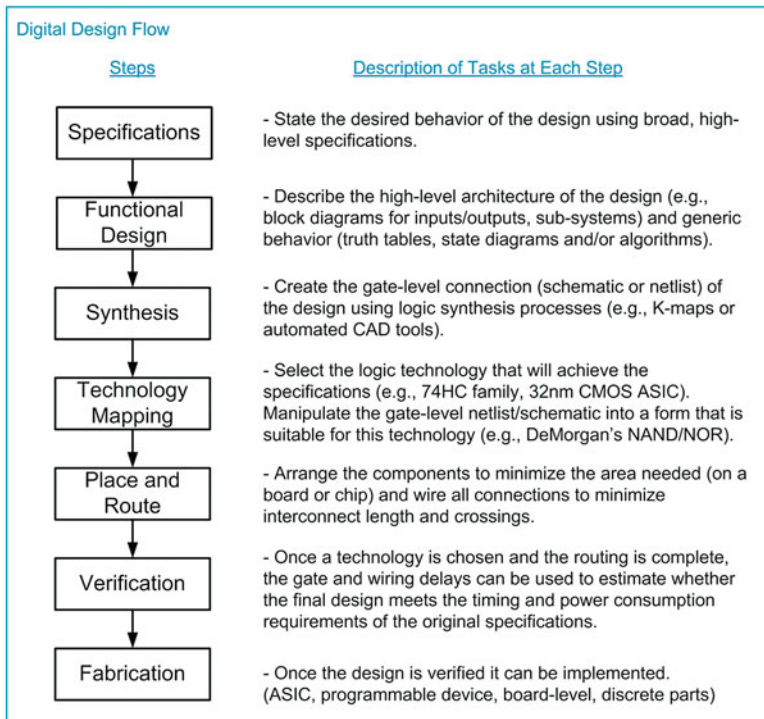 Digital Design Flow
Steps
Description of Tasks at Each Step
Specifications
- State the desired behavior of the design using broad, high-
level specifications.
Functional
Design
- Describe the high-level architecture of the design (e.g.,
block diagrams for inputs/outputs, sub-systems) and generic
behavior (truth tables, state diagrams and/or algorithms).
Synthesis
- Create the gate-level connection (schematic or netlist) of
the design using logic synthesis processes (e.g., K-maps or
automated CAD tools).
Technology
Mapping
- Select the logic technology that will achieve the
specifications (e.g., 74HC family, 32nm CMOS ASIC).
Manipulate the gate-level netlist/schematic into a form that is
suitable for this technology (e.g., DeMorgan's NAND/NOR).
Place and
Route
- Arrange the components to minimize the area needed (on a
board or chip) and wire all connections to minimize
interconnect length and crossings.
Verification
- Once a technology is chosen and the routing is complete,
the gate and wiring delays can be used to estimate whether
the final design meets the timing and power consumption
requirements of the original specifications.
Fabrication
- Once the design is verified it can be implemented.
(ASIC, programmable device, board-level, discrete parts)